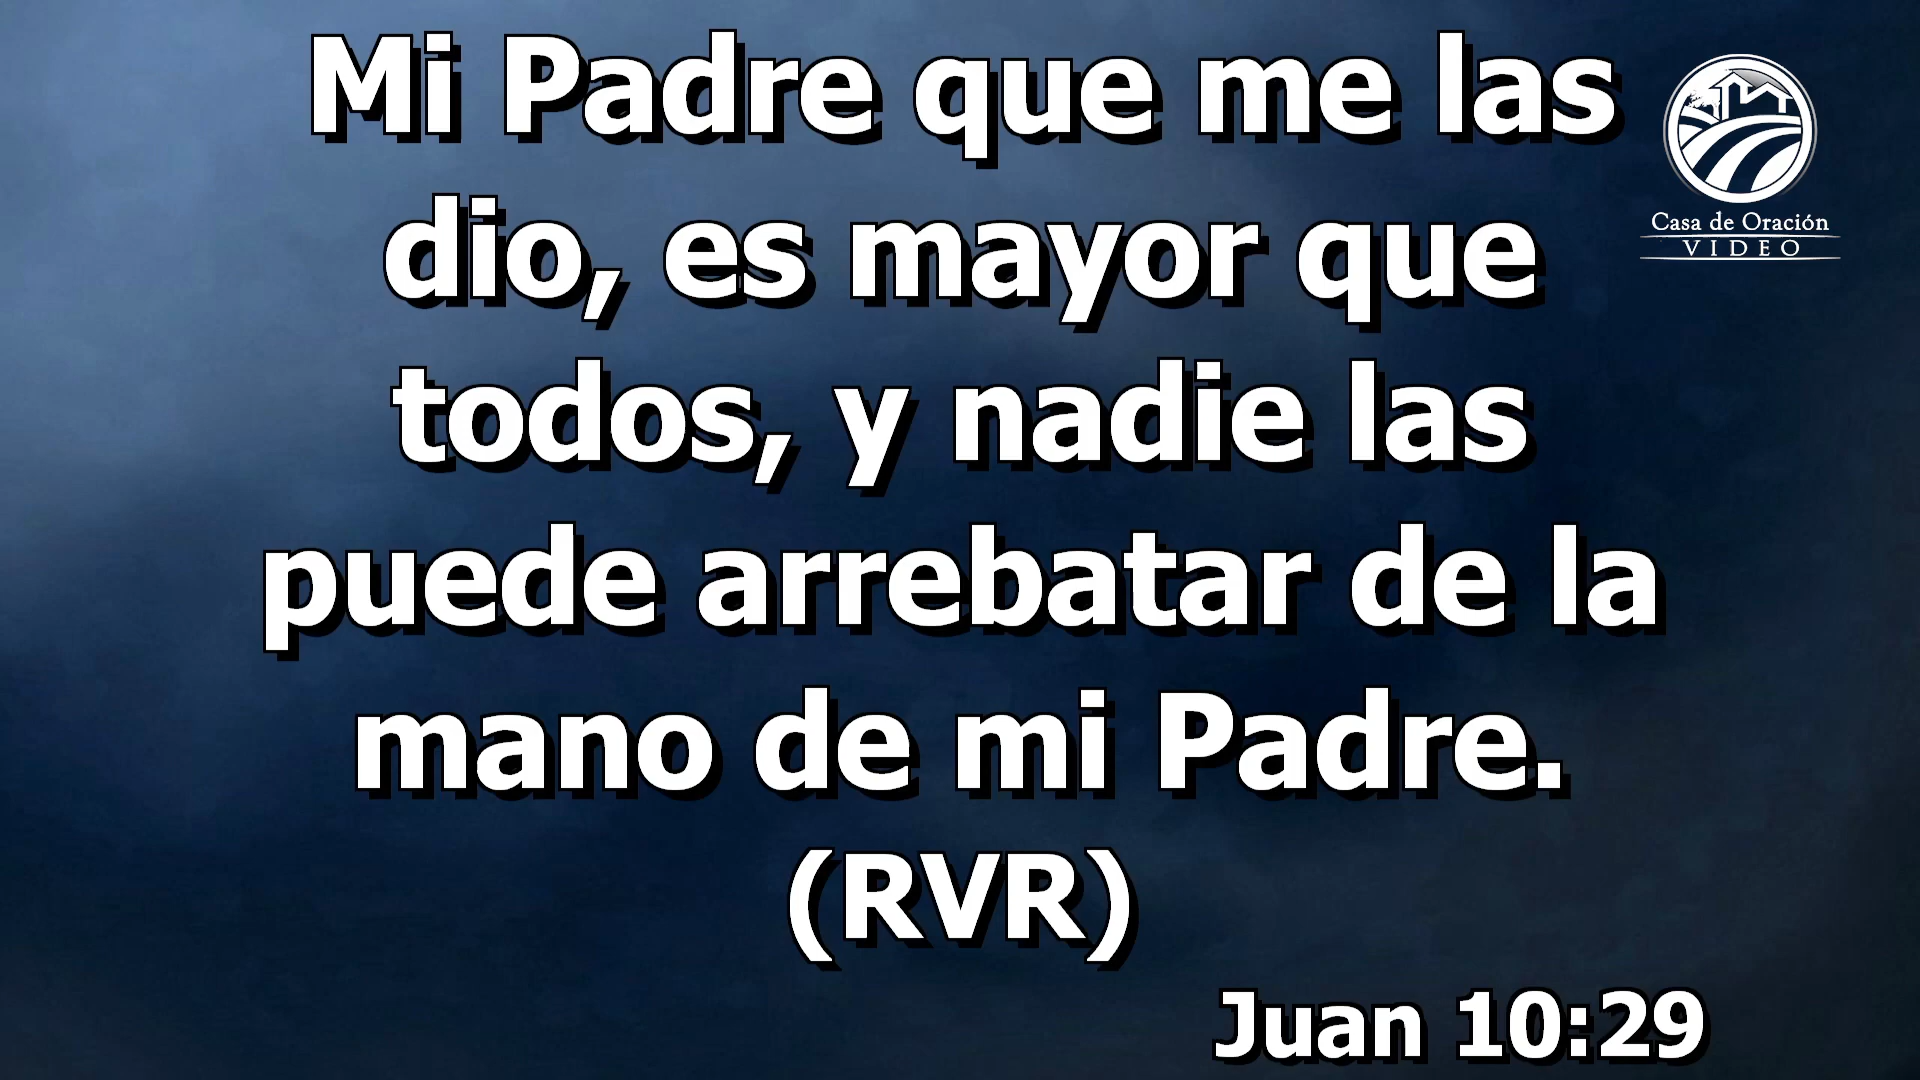 Mi Padre que me las
dio, es mayor que
todos, y nadie las
puede arrebatar de la
mano de mi Padre.
(RVR)
Juan 10:29
Casa de Oración
VIDEO